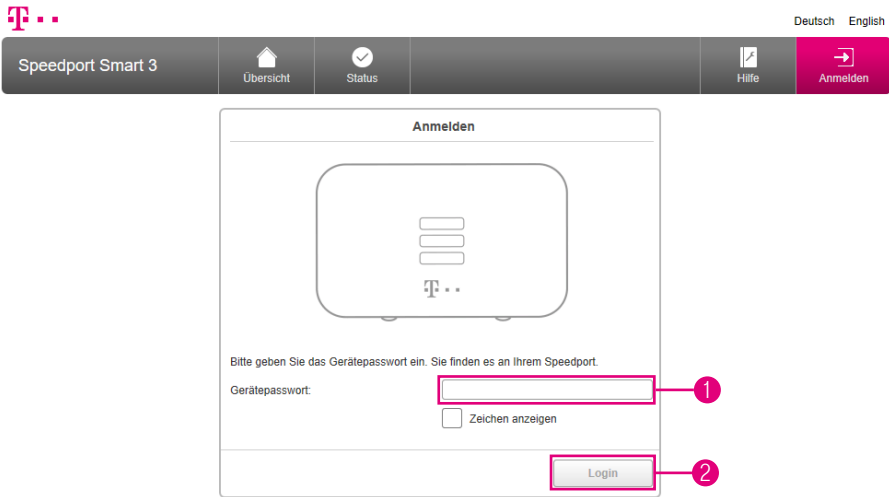 T
Deutsch English
Speedport Smart 3
Übersicht
Status
Hilfe
Anmelden
Anmelden
T
Bitte geben Sie das Gerätepasswort ein. Sie finden es an Ihrem Speedport.
Gerätepasswort:
1
Zeichen anzeigen
Login
2